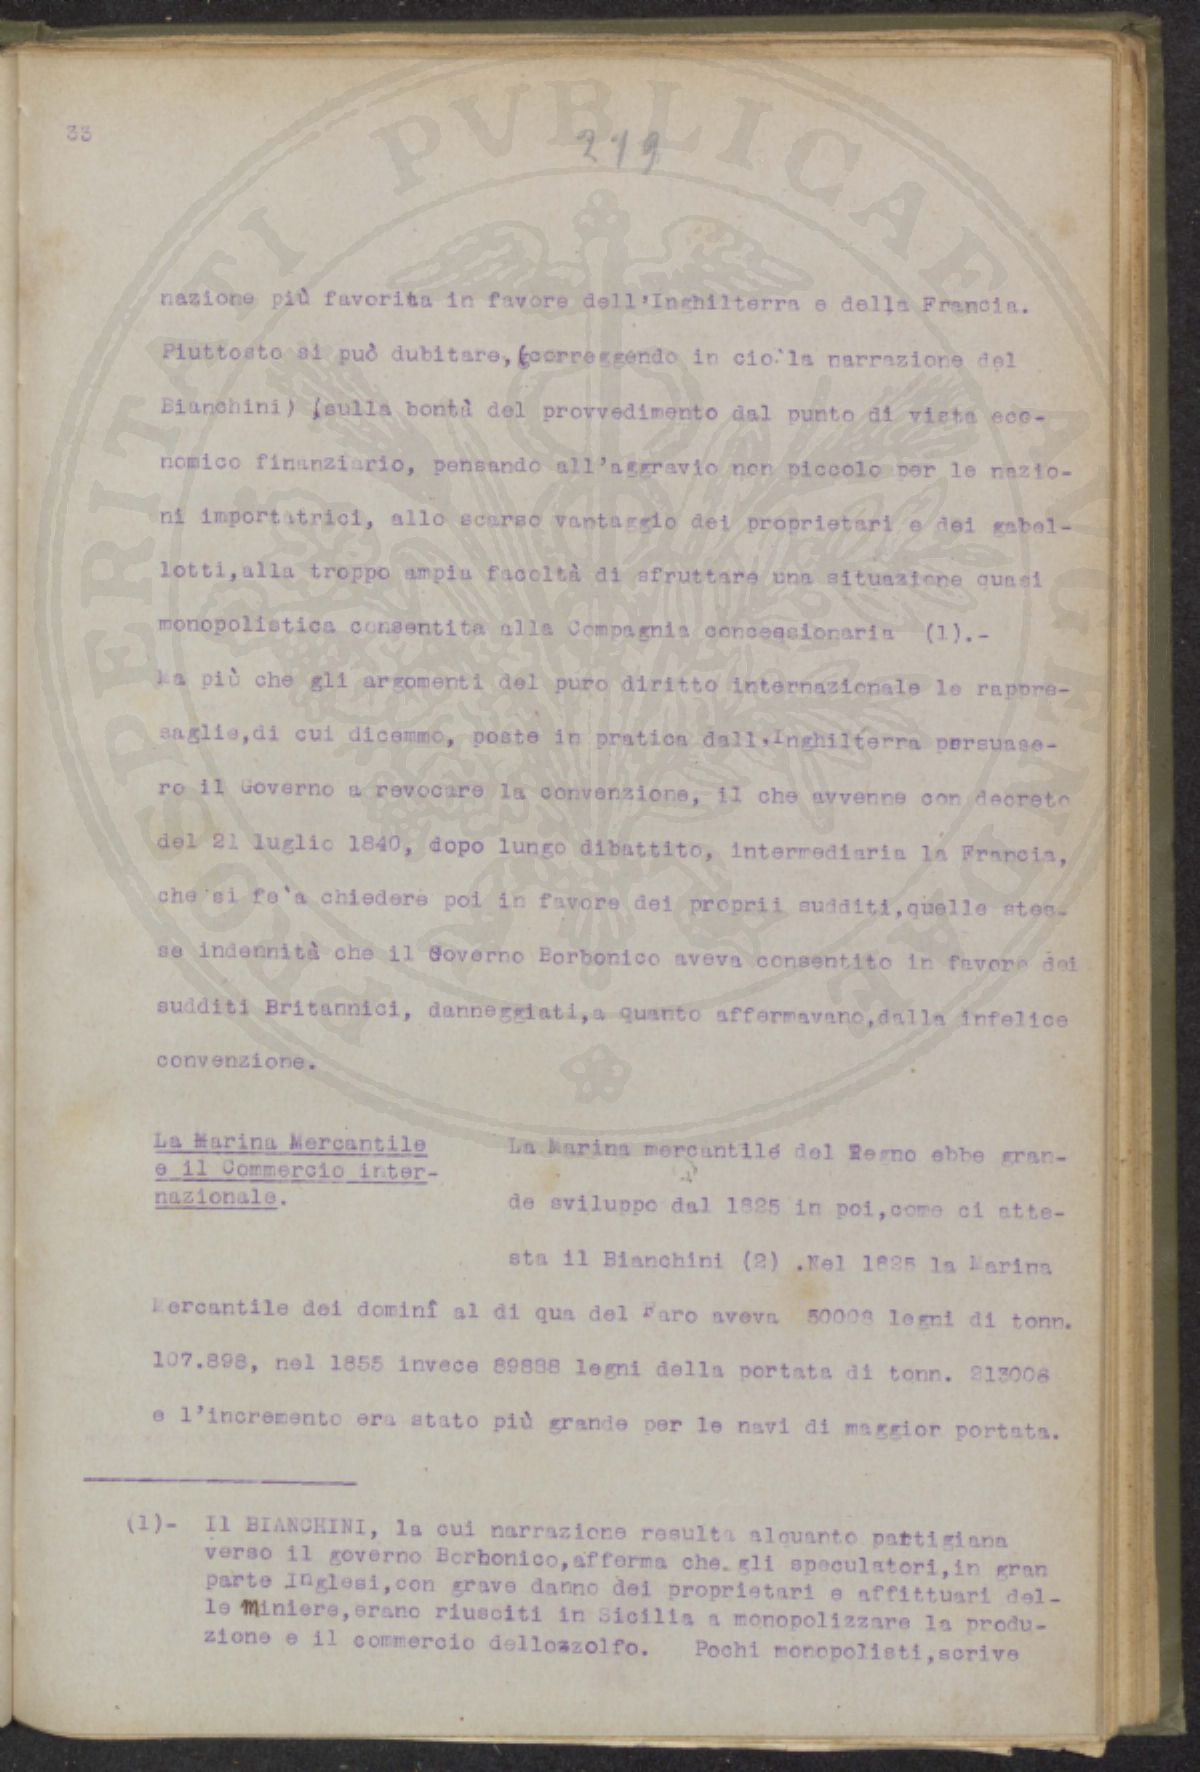 33
219
nazione più favorita in favore dell'Inghilterra e della Francia.
Piuttosto si può dubitare, (correggendo in cio' la narrazione del
Bianchini) (sulla bontà del provvedimento dal punto di vista eco-
nomico finanziario, pensando all'aggravio non piccolo per le nazio-
ni importatrici, allo scarso vantaggio dei proprietari e dei gabel-
lotti,alla troppo ampia facoltà di sfruttare una situazione quasi
monopolistica consentita alla Compagnia concessionaria (1).-
Ma più che gli argomenti del puro diritto internazionale le rappre-
saglie,di cui dicemmo, poste in pratica dall'Inghilterra persuase-
ro il Governo a revocare la convenzione, il che avvenne con decreto
del 21 luglio 1840, dopo lungo dibattito, intermediaria la Francia,
che si fe'a chiedere poi in favore dei proprii sudditi,quelle stes-
se indennità che il Governo Borbonico aveva consentito in favore dei
sudditi Britannici, danneggiati,a quanto affermavano,dalla infelice
convenzione.
La Marina Mercantile
e il Commercio inter-
nazionale.
La Marina mercantile del Regno ebbe gran-
de sviluppo dal 1825 in poi,come ci atte-
sta il Bianchini (2) .Nel 1825 la Marina
Mercantile dei dominî al di qua del Faro aveva 50008 legni di tonn.
107.898, nel 1855 invece 89888 legni della portata di tonn. 213006
e l'incremento era stato più grande per le navi di maggior portata.
(1)- Il BIANCHINI, la cui narrazione resulta alquanto partigiana
verso il governo Borbonico,afferma che gli speculatori,in gran
parte Inglesi,con grave danno dei proprietari e affittuari del-
le Miniere,erano riusciti in Sicilia a monopolizzare la produ-
zione e il commercio dellozzolfo. Pochi monopolisti,scrive
PROSPERITATI PVBLICAE AVGENDAE